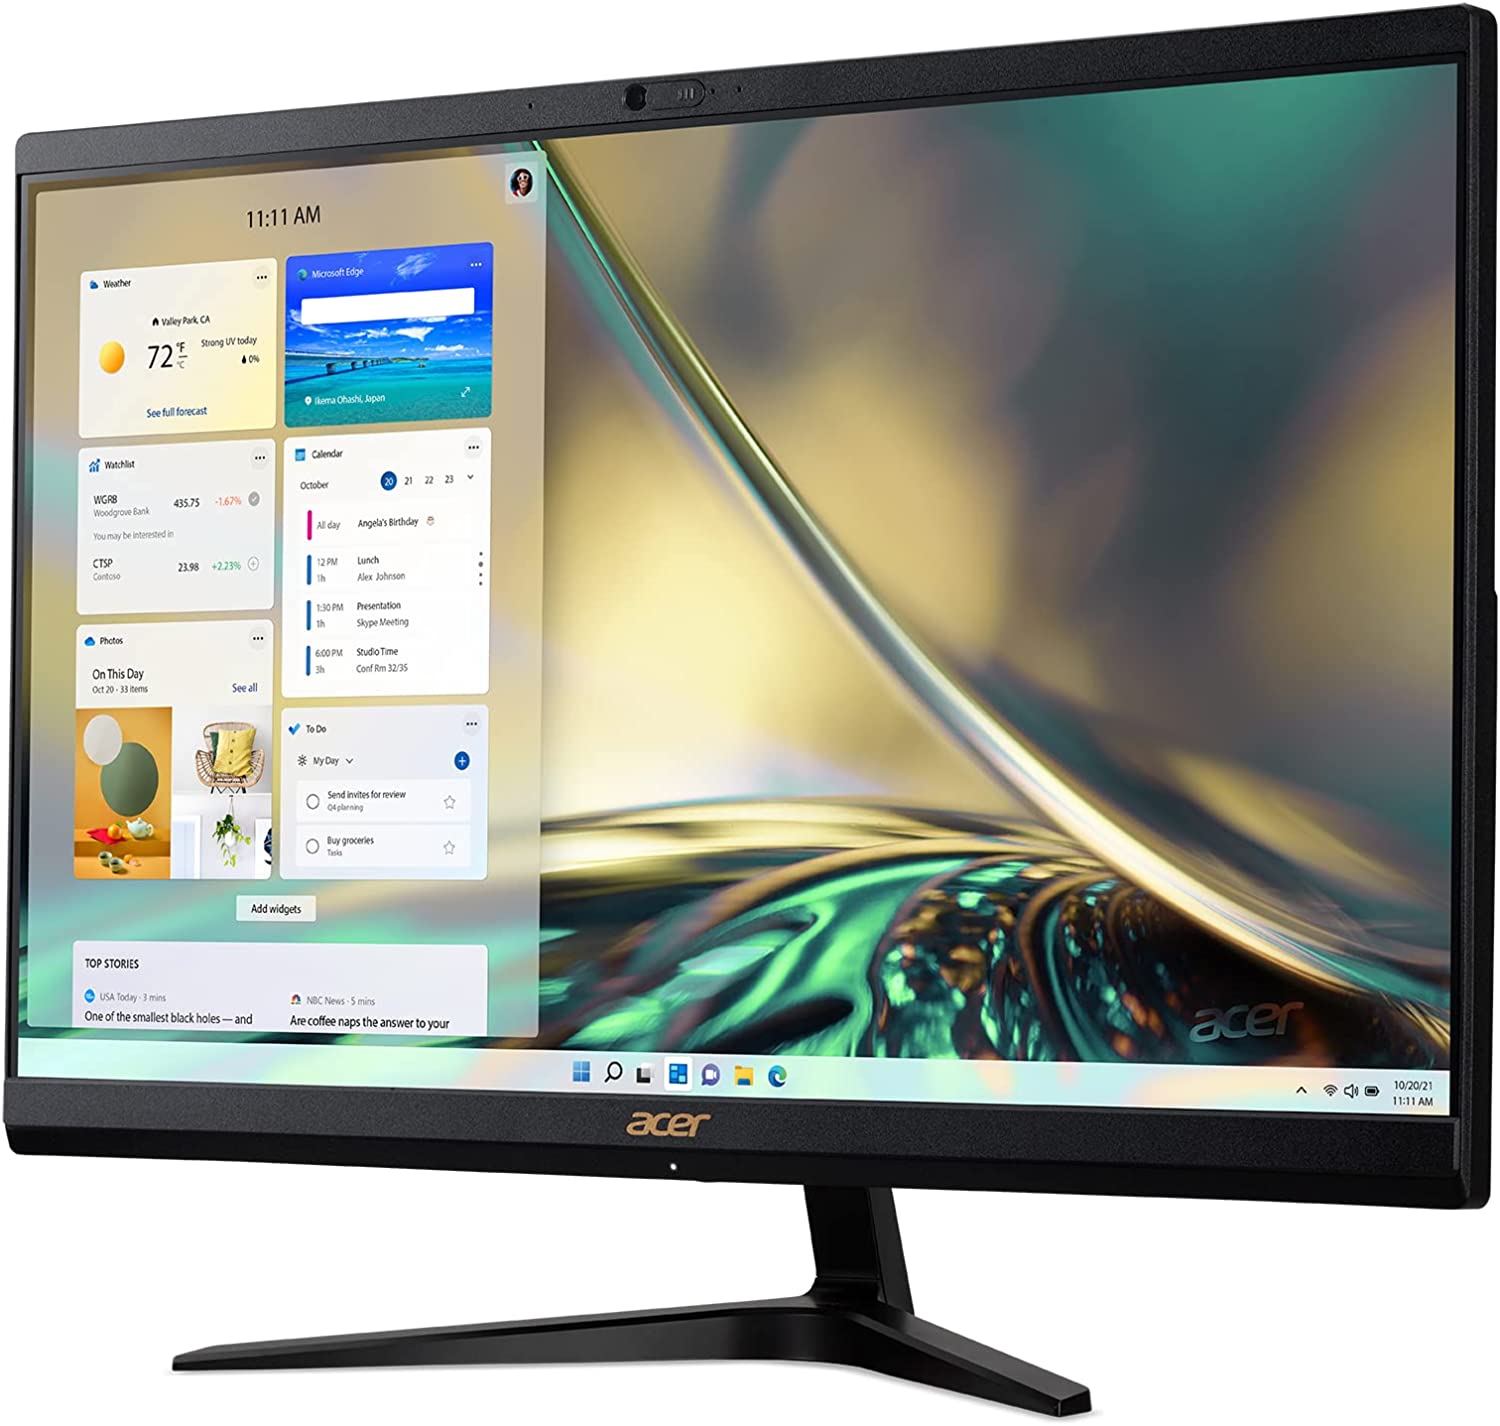 11:11 AM
Weather
Valley Park, CA
72 °F
°C
Strong UV today
0%
See full forecast
Microsoft Edge
Ikema Ohashi, Japan
Watchlist
WGRB 435.75 -1.67%
Woodgrove Bank
You may be interested in
CTSP 23.98 +2.23%
Contoso
Calendar
October 20 21 22 23
All day Angela's Birthday
12 PM Lunch
1h Alex Johnson
1:30 PM Presentation
1h Skype Meeting
6:00 PM Studio Time
3h Conf Rm 32/35
Photos
On This Day
Oct 20 · 33 items See all
To Do
My Day
Send invites for review
Q4 planning
Buy groceries
Tasks
Add widgets
TOP STORIES
USA Today · 3 mins
One of the smallest black holes — and
NBC News · 5 mins
Are coffee naps the answer to your
acer
10/20/21
11:11 AM
acer